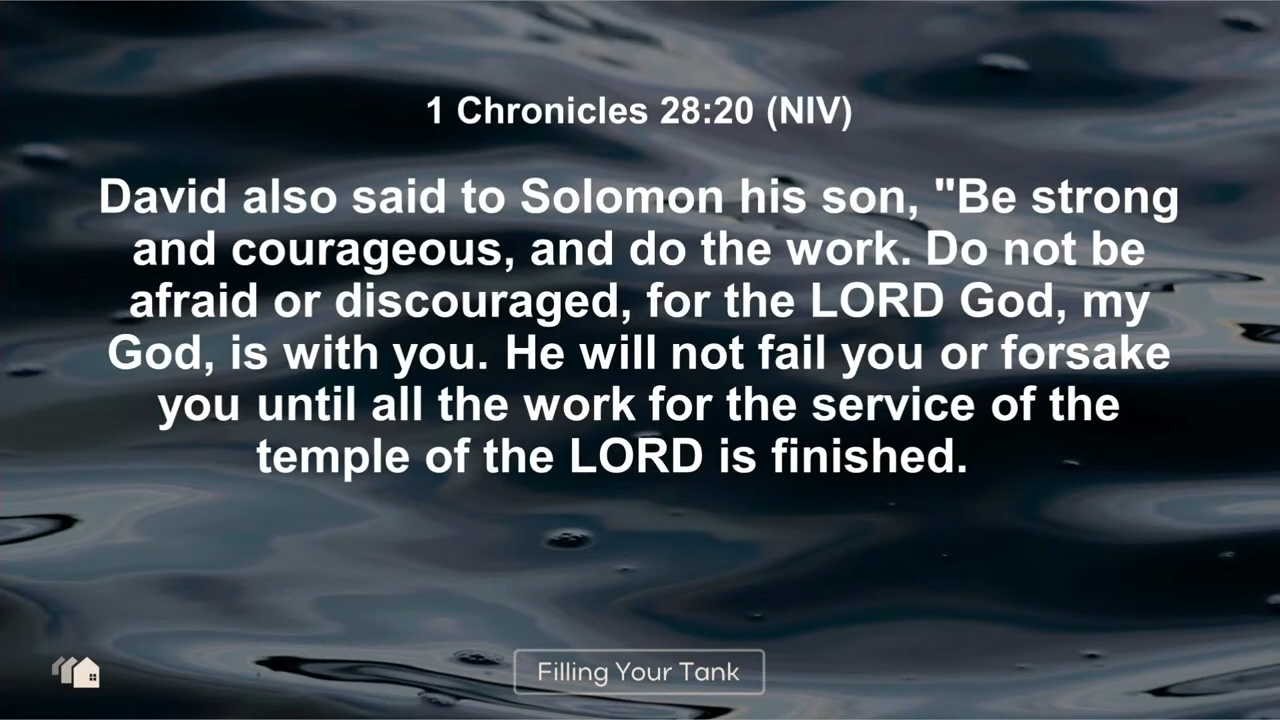 1 Chronicles 28:20 (NIV)
David also said to Solomon his son, "Be strong
and courageous, and do the work. Do not be
afraid or discouraged, for the LORD God, my
God, is with you. He will not fail you or forsake
you until all the work for the service of the
temple of the LORD is finished.
Filling Your Tank